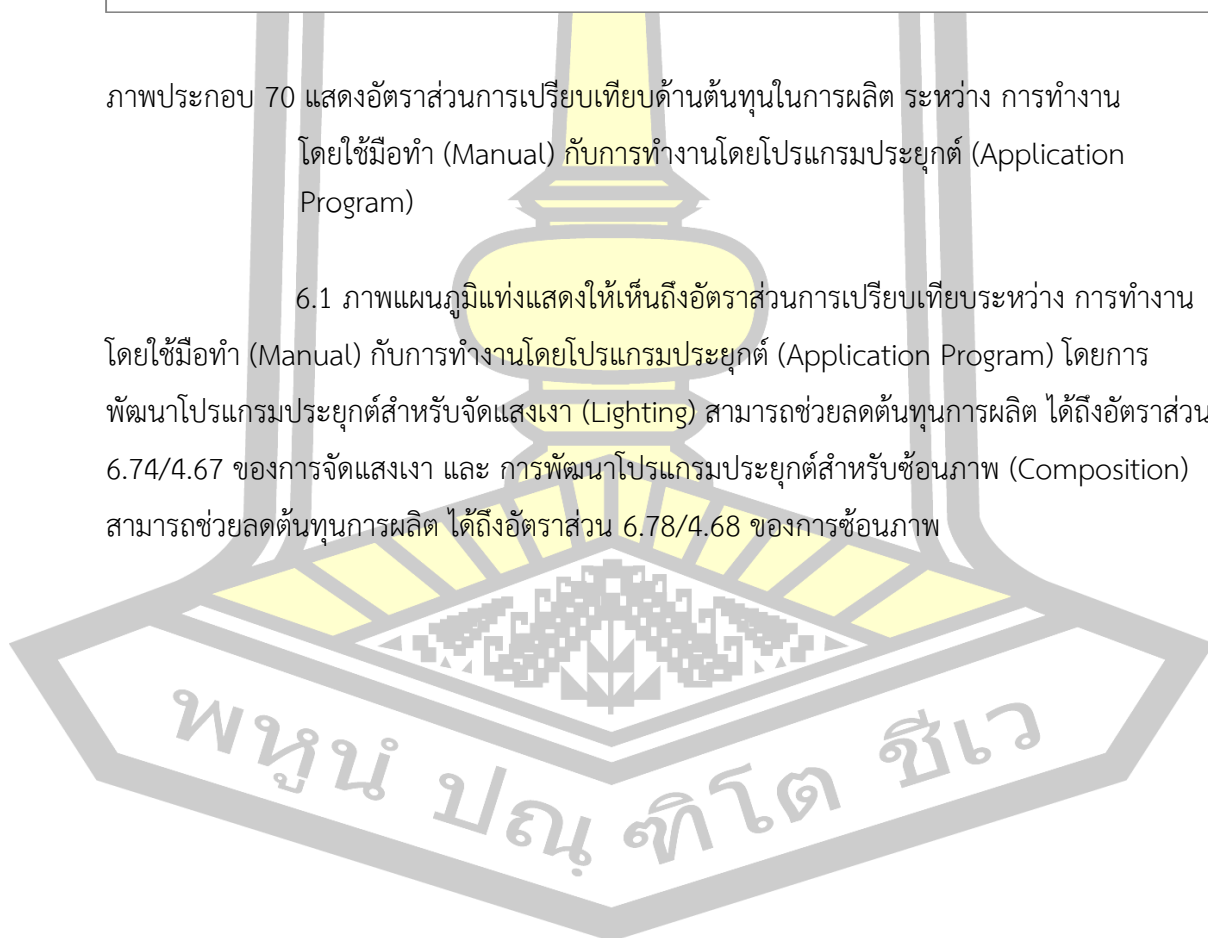 ภาพประกอบ 70 แสดงอัตราส่วนการเปรียบเทียบด้านต้นทุนในการผลิต ระหว่าง การทำงาน
โดยใช้มือทำ (Manual) กับการทำงานโดยโปรแกรมประยุกต์ (Application
Program)
6.1 ภาพแผนภูมิแท่งแสดงให้เห็นถึงอัตราส่วนการเปรียบเทียบระหว่าง การทำงาน
โดยใช้มือทำ (Manual) กับการทำงานโดยโปรแกรมประยุกต์ (Application Program) โดยการ
พัฒนาโปรแกรมประยุกต์สำหรับจัดแสงเงา (Lighting) สามารถช่วยลดต้นทุนการผลิต ได้ถึงอัตราส่วน
6.74/4.67 ของการจัดแสงเงา และ การพัฒนาโปรแกรมประยุกต์สำหรับซ้อนภาพ (Composition)
สามารถช่วยลดต้นทุนการผลิต ได้ถึงอัตราส่วน 6.78/4.68 ของการซ้อนภาพ
พหูนํ ปณฺฑิโต ชีเว